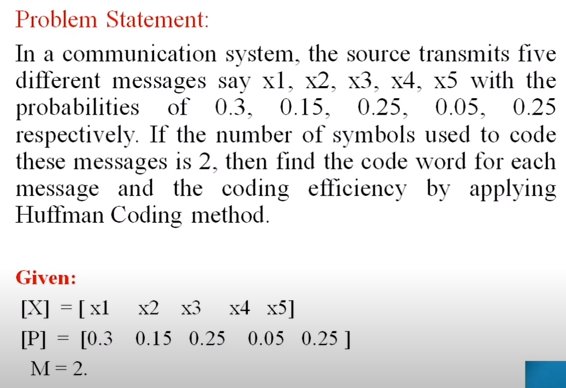 Problem Statement:
In a communication system, the source transmits five
different messages say x1, x2, x3, x4, x5 with the
probabilities of 0.3, 0.15, 0.25, 0.05, 0.25
respectively. If the number of symbols used to code
these messages is 2, then find the code word for each
message and the coding efficiency by applying
Huffman Coding method.
Given:
[X] = [ x1 x2 x3 x4 x5]
[P] = [0.3 0.15 0.25 0.05 0.25 ]
M = 2.